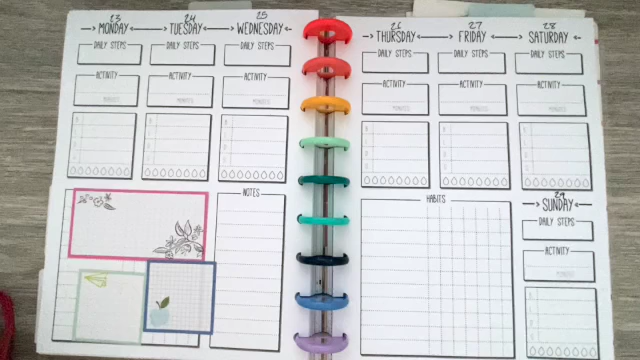 23 24 25
MONDAY TUESDAY WEDNESDAY
DAILY STEPS DAILY STEPS DAILY STEPS
ACTIVITY ACTIVITY ACTIVITY
MINUTES MINUTES MINUTES
NOTES
26 27 28
THURSDAY FRIDAY SATURDAY
DAILY STEPS DAILY STEPS DAILY STEPS
ACTIVITY ACTIVITY ACTIVITY
MINUTES MINUTES MINUTES
HABITS
29
SUNDAY
DAILY STEPS
ACTIVITY
MINUTES